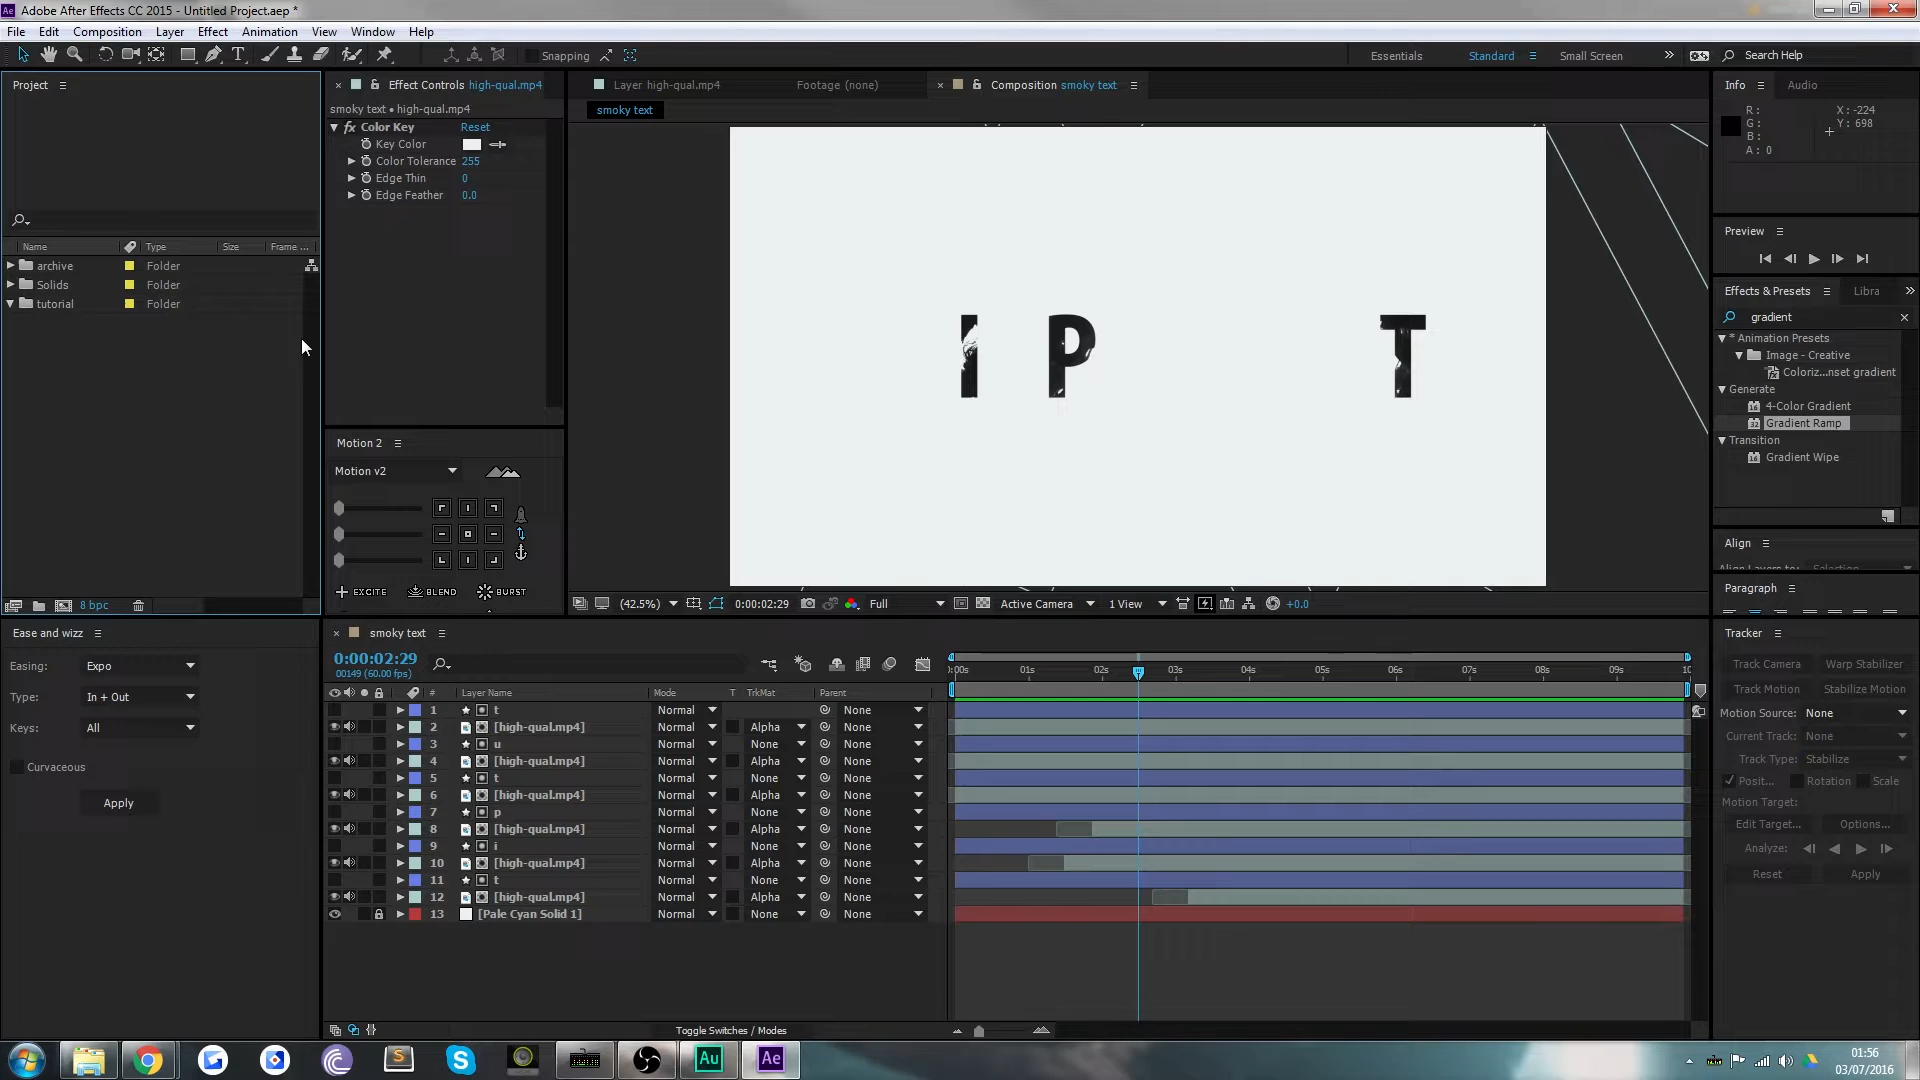 Adobe After Effects CC 2015 - Untitled Project.aep *
File Edit Composition Layer Effect Animation View Window Help
Snapping
Essentials Standard Small Screen » Search Help
Project
Effect Controls high-qual.mp4
smoky text • high-qual.mp4
fx Color Key Reset
Key Color
Color Tolerance 255
Edge Thin 0
Edge Feather 0.0
Layer high-qual.mp4 Footage (none) Composition smoky text
smoky text
I P T
Info Audio
R: X: -224
G: Y: 698
B:
A: 0
Preview
Effects & Presets Libra »
gradient
* Animation Presets
Image - Creative
Coloriz...nset gradient
Generate
4-Color Gradient
Gradient Ramp
Transition
Gradient Wipe
Align
Align Layers to: Selection
Paragraph
Name Type Size Frame ...
archive Folder
Solids Folder
tutorial Folder
8 bpc
Motion 2
Motion v2
EXCITE BLEND BURST
(42.5%) 0:00:02:29 Full Active Camera 1 View +0.0
Ease and wizz
Easing: Expo
Type: In + Out
Keys: All
Curvaceous
Apply
smoky text
0:00:02:29
00149 (60.00 fps)
:00s 01s 02s 03s 04s 05s 06s 07s 08s 09s 10
# Layer Name Mode T TrkMat Parent
1 t Normal None
2 [high-qual.mp4] Normal Alpha None
3 u Normal None None
4 [high-qual.mp4] Normal Alpha None
5 t Normal None None
6 [high-qual.mp4] Normal Alpha None
7 p Normal None None
8 [high-qual.mp4] Normal Alpha None
9 i Normal None None
10 [high-qual.mp4] Normal Alpha None
11 t Normal None None
12 [high-qual.mp4] Normal Alpha None
13 [Pale Cyan Solid 1] Normal None None
Toggle Switches / Modes
Tracker
Track Camera Warp Stabilizer
Track Motion Stabilize Motion
Motion Source: None
Current Track: None
Track Type: Stabilize
Posit... Rotation Scale
Motion Target:
Edit Target... Options...
Analyze:
Reset Apply
S S Au Ae
01:56
03/07/2016